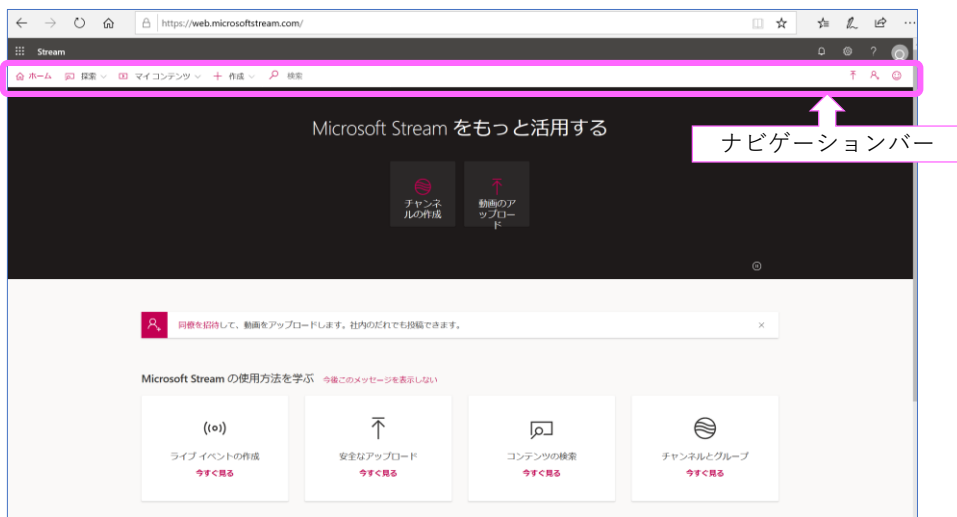 https://web.microsoftstream.com/
Stream
?
ホーム 探索 マイ コンテンツ 作成 検索
Microsoft Stream をもっと活用する
ナビゲーションバー
チャンネ
ルの作成
動画のア
ップロー
ド
同僚を招待して、動画をアップロードします。社内のだれでも投稿できます。
Microsoft Stream の使用方法を学ぶ 今後このメッセージを表示しない
ライブ イベントの作成
今すぐ見る
安全なアップロード
今すぐ見る
コンテンツの検索
今すぐ見る
チャンネルとグループ
今すぐ見る